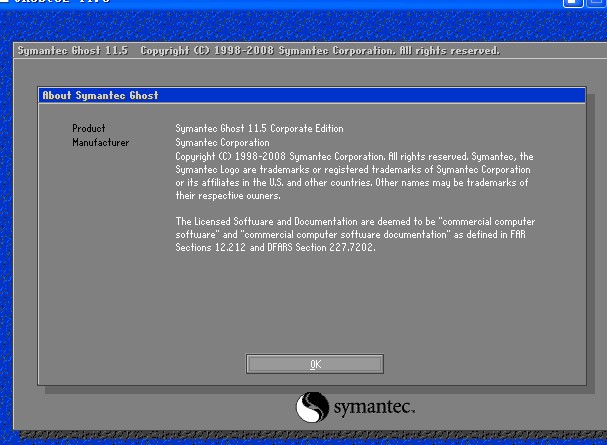 Symantec Ghost 11.5 Copyright (C) 1998-2008 Symantec Corporation. All rights reserved.
About Symantec Ghost
Product Symantec Ghost 11.5 Corporate Edition
Manufacturer Symantec Corporation
Copyright (C) 1998-2008 Symantec Corporation. All rights reserved. Symantec, the
Symantec Logo are trademarks or registered trademarks of Symantec Corporation
or its affiliates in the U.S. and other countries. Other names may be trademarks of
their respective owners.
The Licensed Software and Documentation are deemed to be "commercial computer
software" and "commercial computer software documentation" as defined in FAR
Sections 12.212 and DFARS Section 227.7202.
OK
symantec.